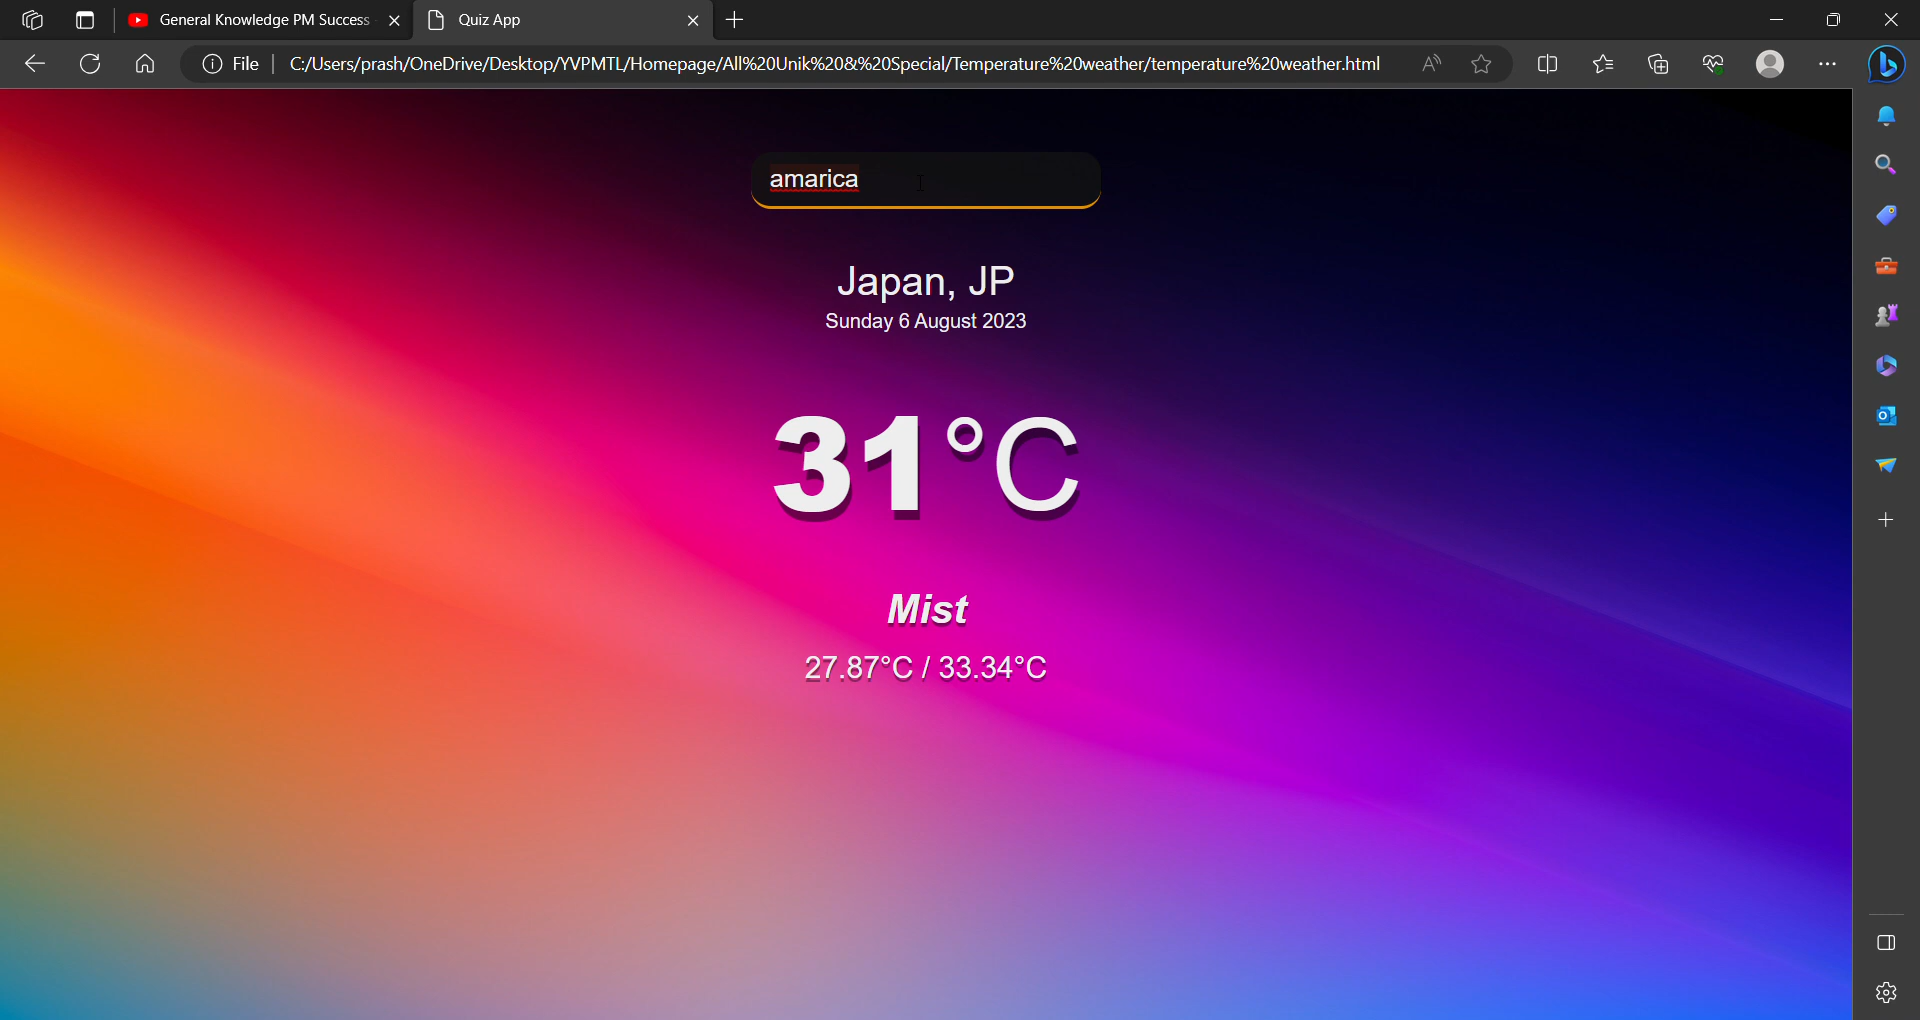 General Knowledge PM Success
Quiz App
File
C:/Users/prash/OneDrive/Desktop/YVPMTL/Homepage/All%20Unik%20&%20Special/Temperature%20weather/temperature%20weather.html
amarica
Japan, JP
Sunday 6 August 2023
31°C
Mist
27.87°C / 33.34°C